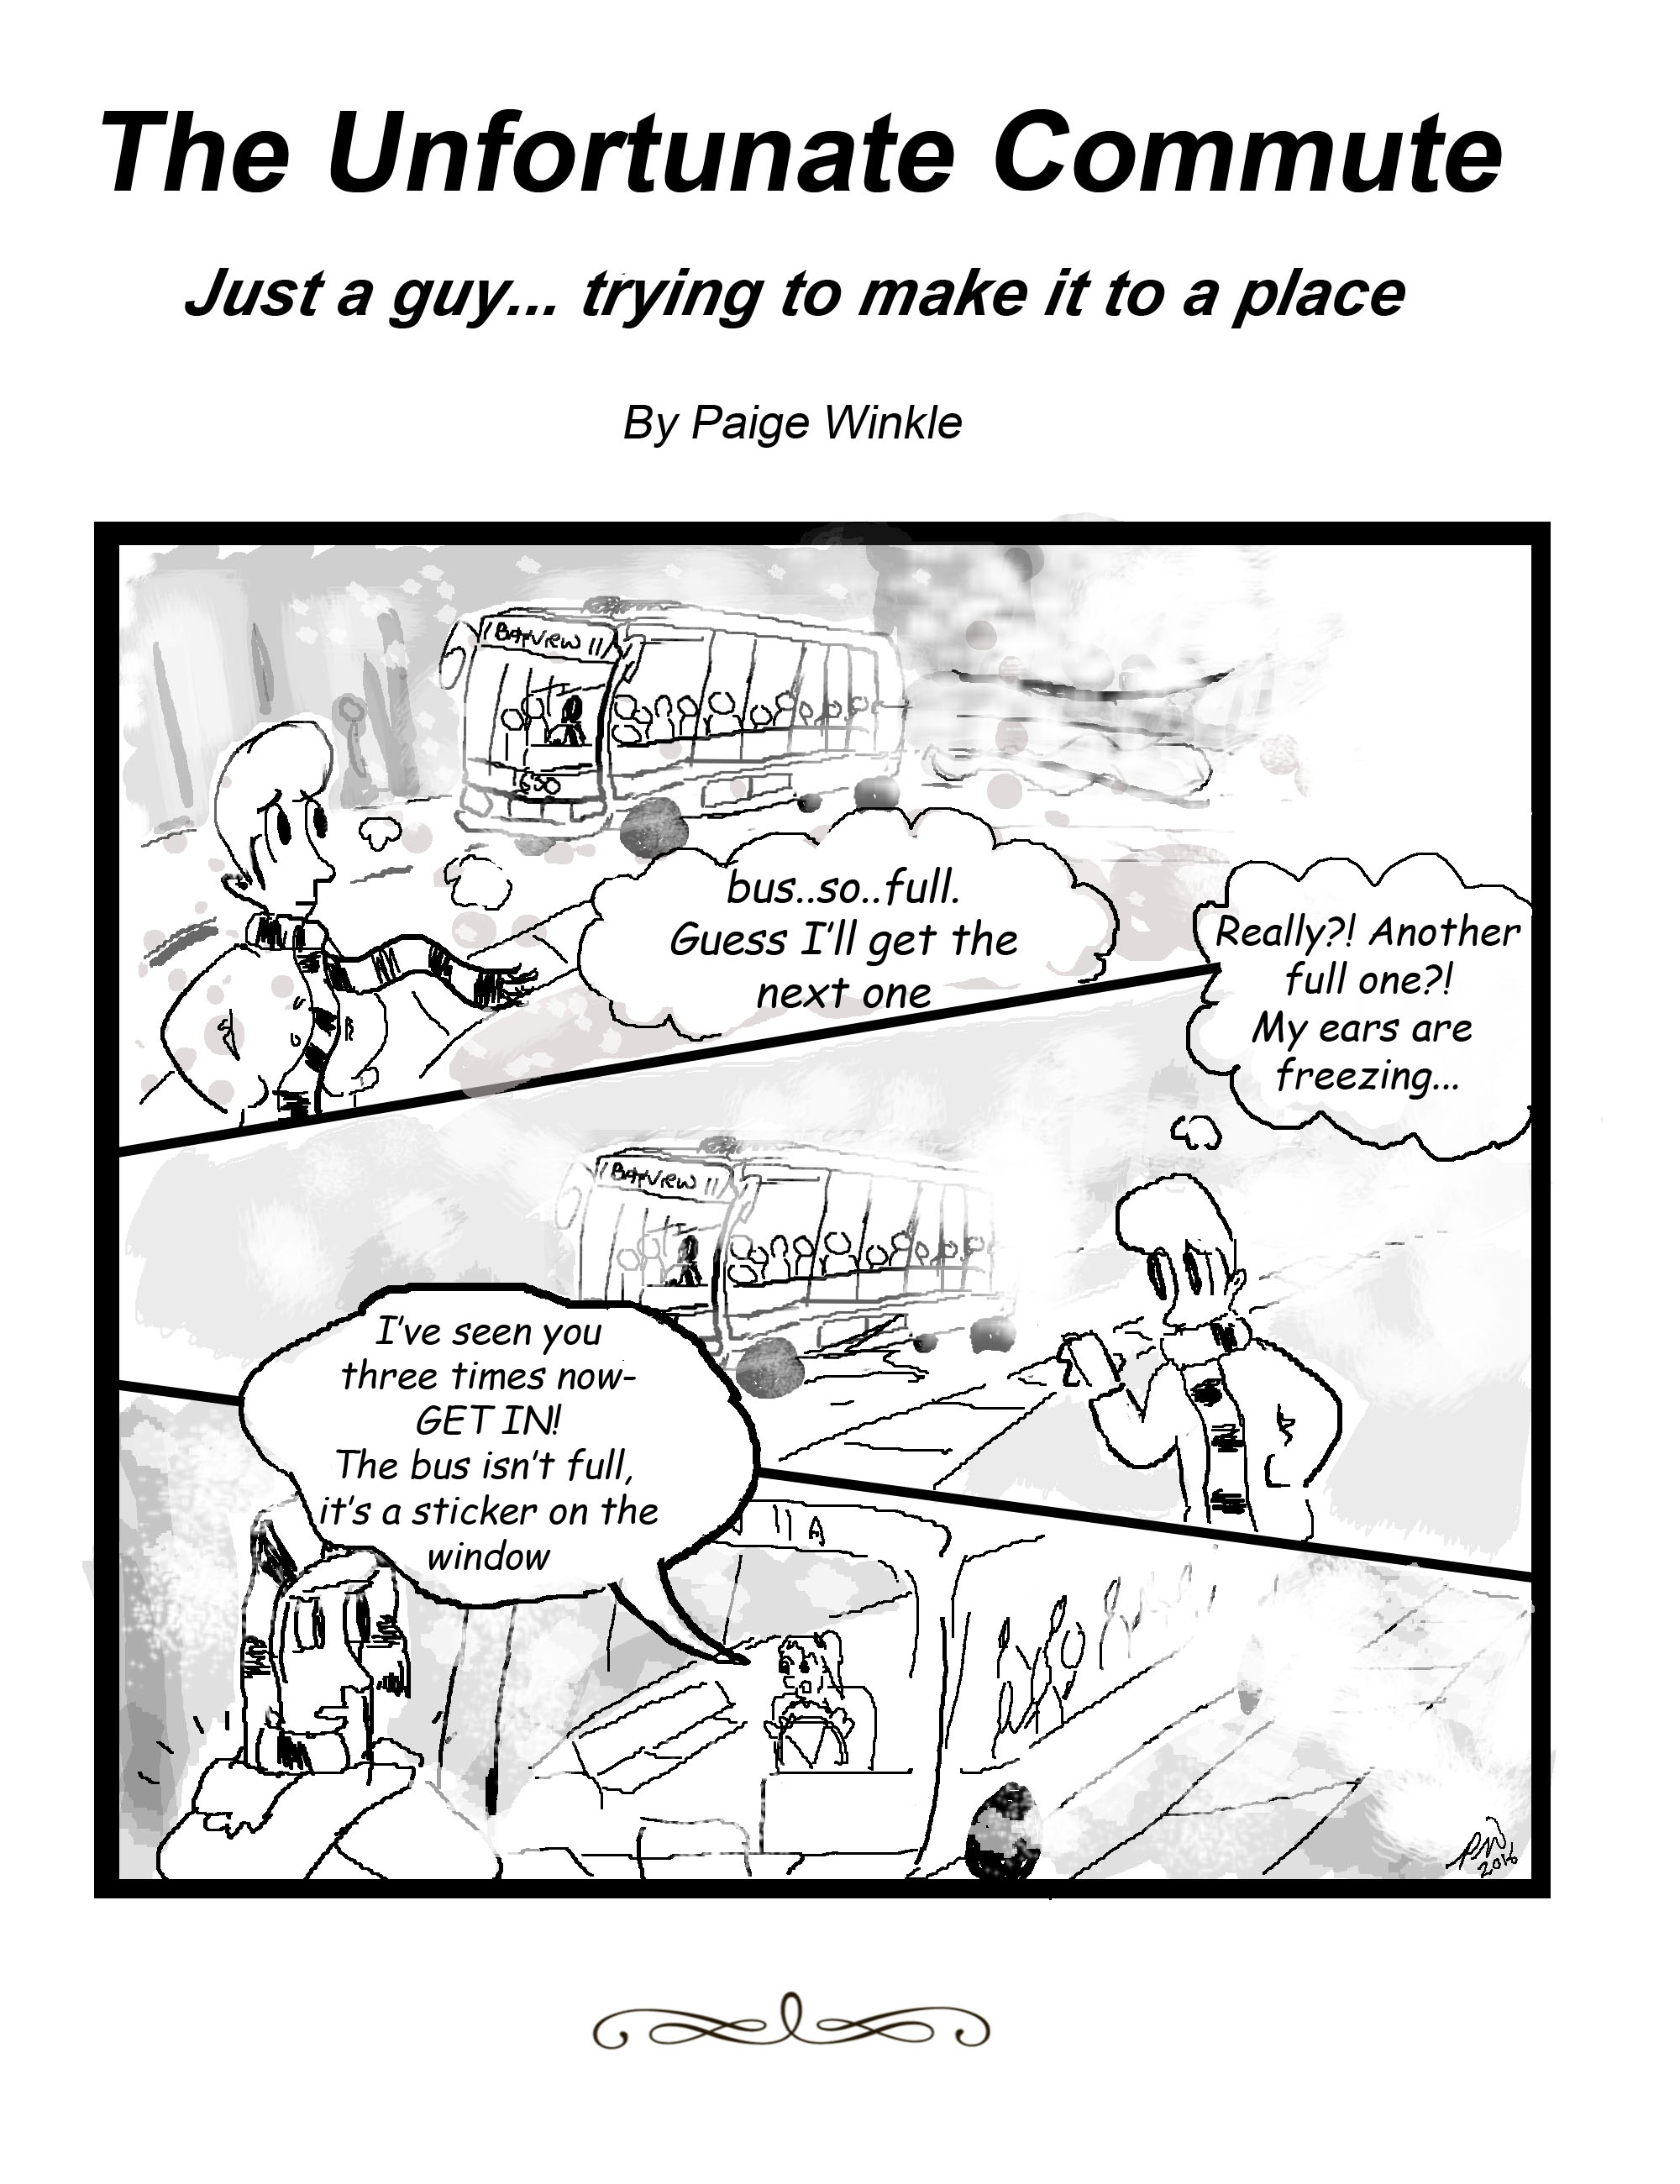 The Unfortunate Commute
Just a guy... trying to make it to a place
By Paige Winkle
BAYVIEW 11A
630
bus..so..full.
Guess I'll get the
next one
Really?! Another
full one?!
My ears are
freezing...
BAYVIEW 11
I've seen you
three times now-
GET IN!
The bus isn't full,
it's a sticker on the
window
11 A
PW
2016